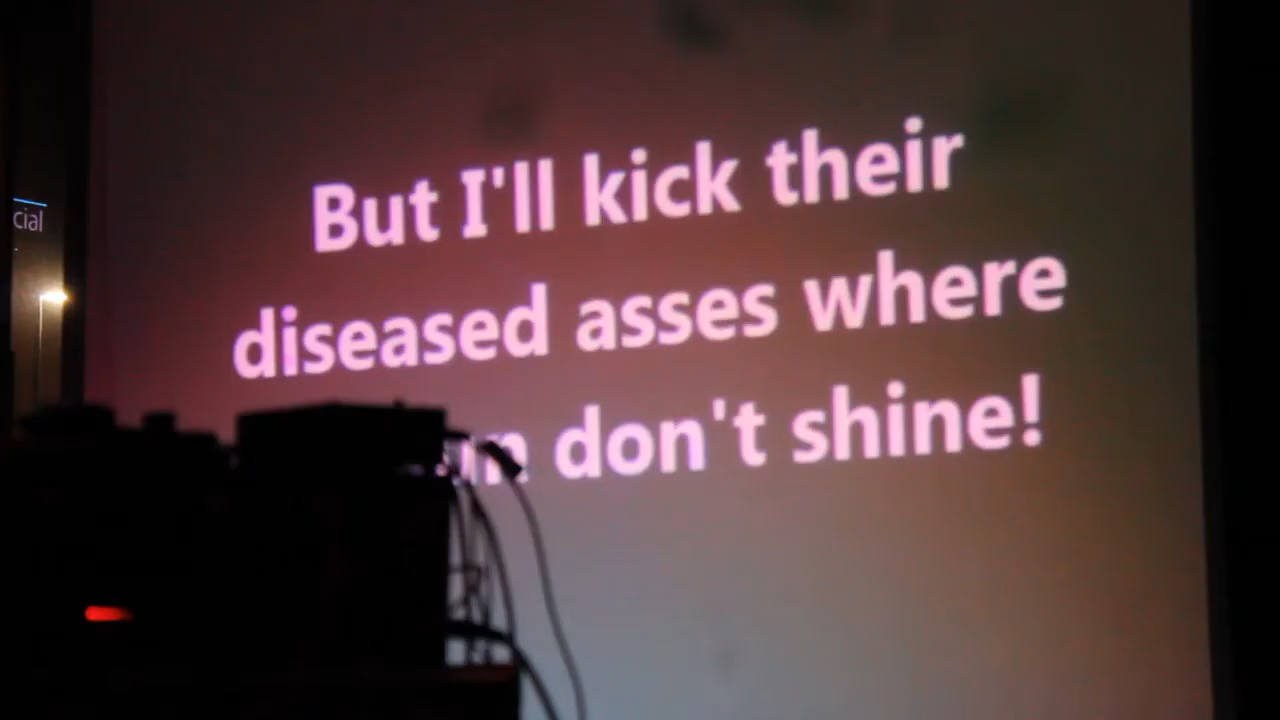 cial
But I'll kick their
diseased asses where
don't shine!